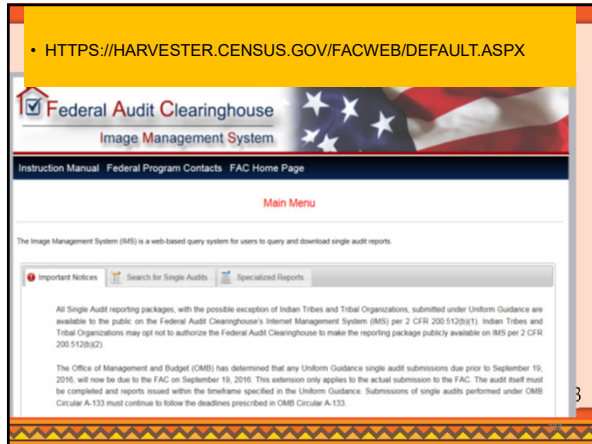 • HTTPS://HARVESTER.CENSUS.GOV/FACWEB/DEFAULT.ASPX
Federal Audit Clearinghouse
Image Management System
Instruction Manual Federal Program Contacts FAC Home Page
Main Menu
The Image Management System (IMS) is a web-based query system for users to query and download single audit reports.
Important Notices Search for Single Audits Specialized Reports
All Single Audit reporting packages, with the possible exception of Indian Tribes and Tribal Organizations, submitted under Uniform Guidance are
available to the public on the Federal Audit Clearinghouse's Internet Management System (IMS) per 2 CFR 200.512(b)(1). Indian Tribes and
Tribal Organizations may opt not to authorize the Federal Audit Clearinghouse to make the reporting package publicly available on IMS per 2 CFR
200.512(b)(2).
The Office of Management and Budget (OMB) has determined that any Uniform Guidance single audit submissions due prior to September 19,
2016, will now be due to the FAC on September 19, 2016. This extension only applies to the actual submission to the FAC. The audit itself must
be completed and reports issued within the timeframe specified in the Uniform Guidance. Submissions of single audits performed under OMB
Circular A-133 must continue to follow the deadlines prescribed in OMB Circular A-133.